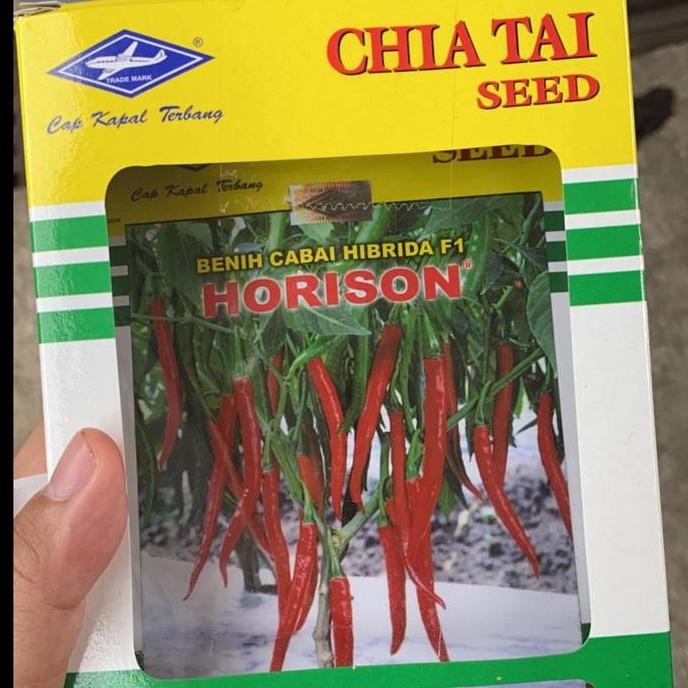 ®
TRADE MARK
Cap Kapal Terbang
CHIA TAI
SEED
SEED
Cap Kapal Terbang
BENIH CABAI HIBRIDA F1
HORISON®